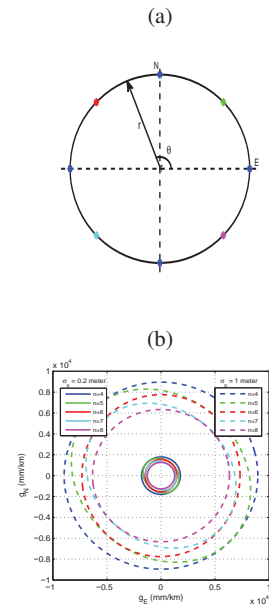 (a)
N
r
θ
E
(b)
x 10⁴
σ = 0.2 meter
n=4
n=5
n=6
n=7
n=8
σ = 1 meter
n=4
n=5
n=6
n=7
n=8
1
0.8
0.6
0.4
0.2
0
−0.2
−0.4
−0.6
−0.8
−1
g_N (mm/km)
−1 −0.5 0 0.5 1
g_E (mm/km)
x 10⁴